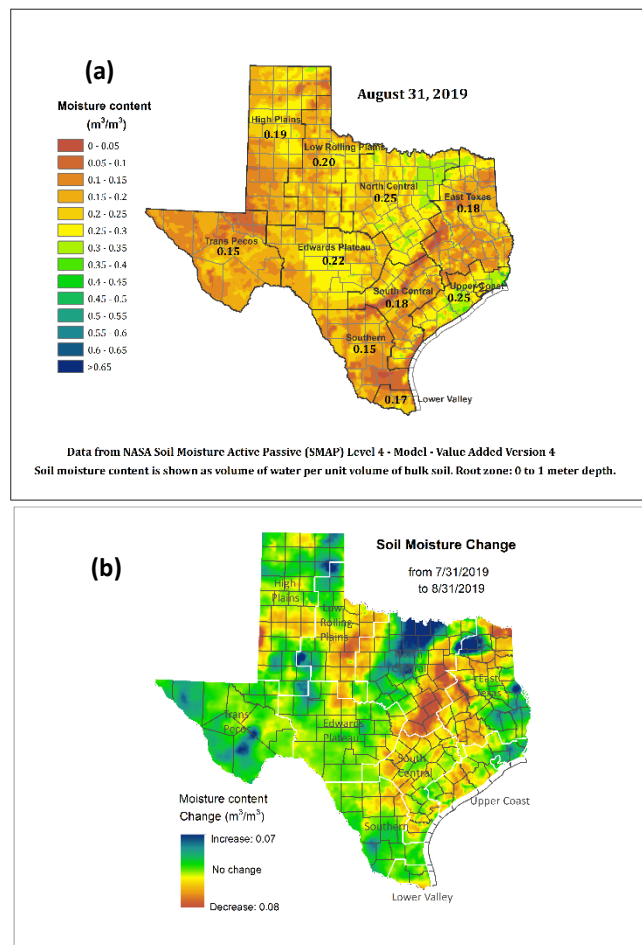 (a)
August 31, 2019
Moisture content
(m³/m³)
0 - 0.05
0.05 - 0.1
0.1 - 0.15
0.15 - 0.2
0.2 - 0.25
0.25 - 0.3
0.3 - 0.35
0.35 - 0.4
0.4 - 0.45
0.45 - 0.5
0.5 - 0.55
0.55 - 0.6
0.6 - 0.65
>0.65
High Plains
0.19
Low Rolling Plains
0.20
North Central
0.25
East Texas
0.18
Trans Pecos
0.15
Edwards Plateau
0.22
South Central
0.18
Upper Coast
0.25
Southern
0.15
0.17
Lower Valley
Data from NASA Soil Moisture Active Passive (SMAP) Level 4 - Model - Value Added Version 4
Soil moisture content is shown as volume of water per unit volume of bulk soil. Root zone: 0 to 1 meter depth.
(b)
Soil Moisture Change
from 7/31/2019
to 8/31/2019
High
Plains
Low
Rolling
Plains
North
Central
East
Texas
Trans
Pecos
Edwards
Plateau
South
Central
Upper Coast
Southern
Lower Valley
Moisture content
Change (m³/m³)
Increase: 0.07
No change
Decrease: 0.08